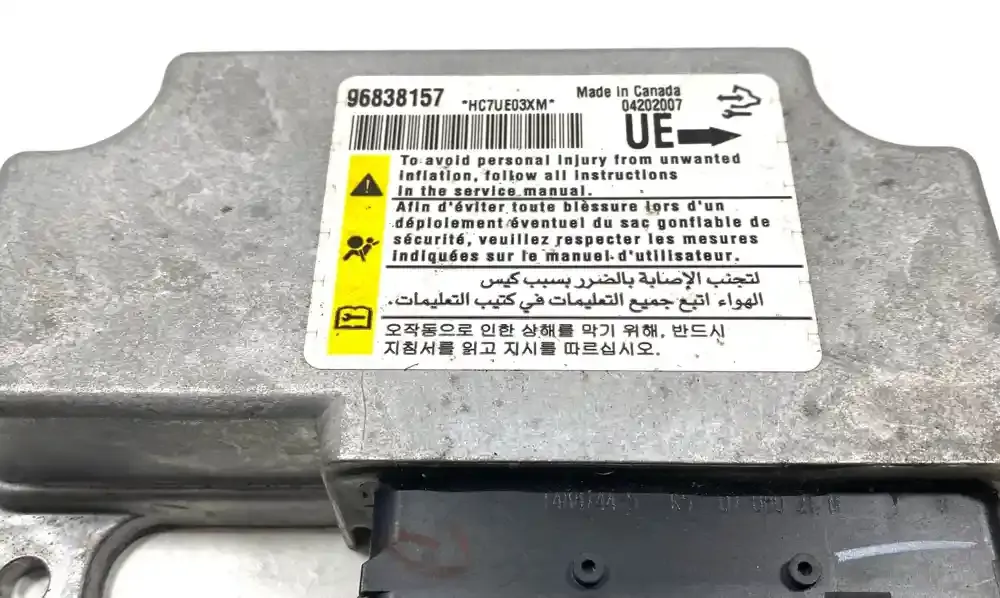 96838157
*HC7UE03XM*
Made in Canada
04202007
UE
To avoid personal injury from unwanted
inflation, follow all instructions
in the service manual.
Afin d'éviter toute blèssure lors d'un
déploiement éventuel du sac gonflable de
sécurité, veuillez respecter les mesures
indiquées sur le manuel d'utilisateur.
لتجنب الإصابة بالضرر بسبب كيس
الهواء اتبع جميع التعليمات في كتيب التعليمات.
오작동으로 인한 상해를 막기 위해, 반드시
지침서를 읽고 지시를 따르십시오.